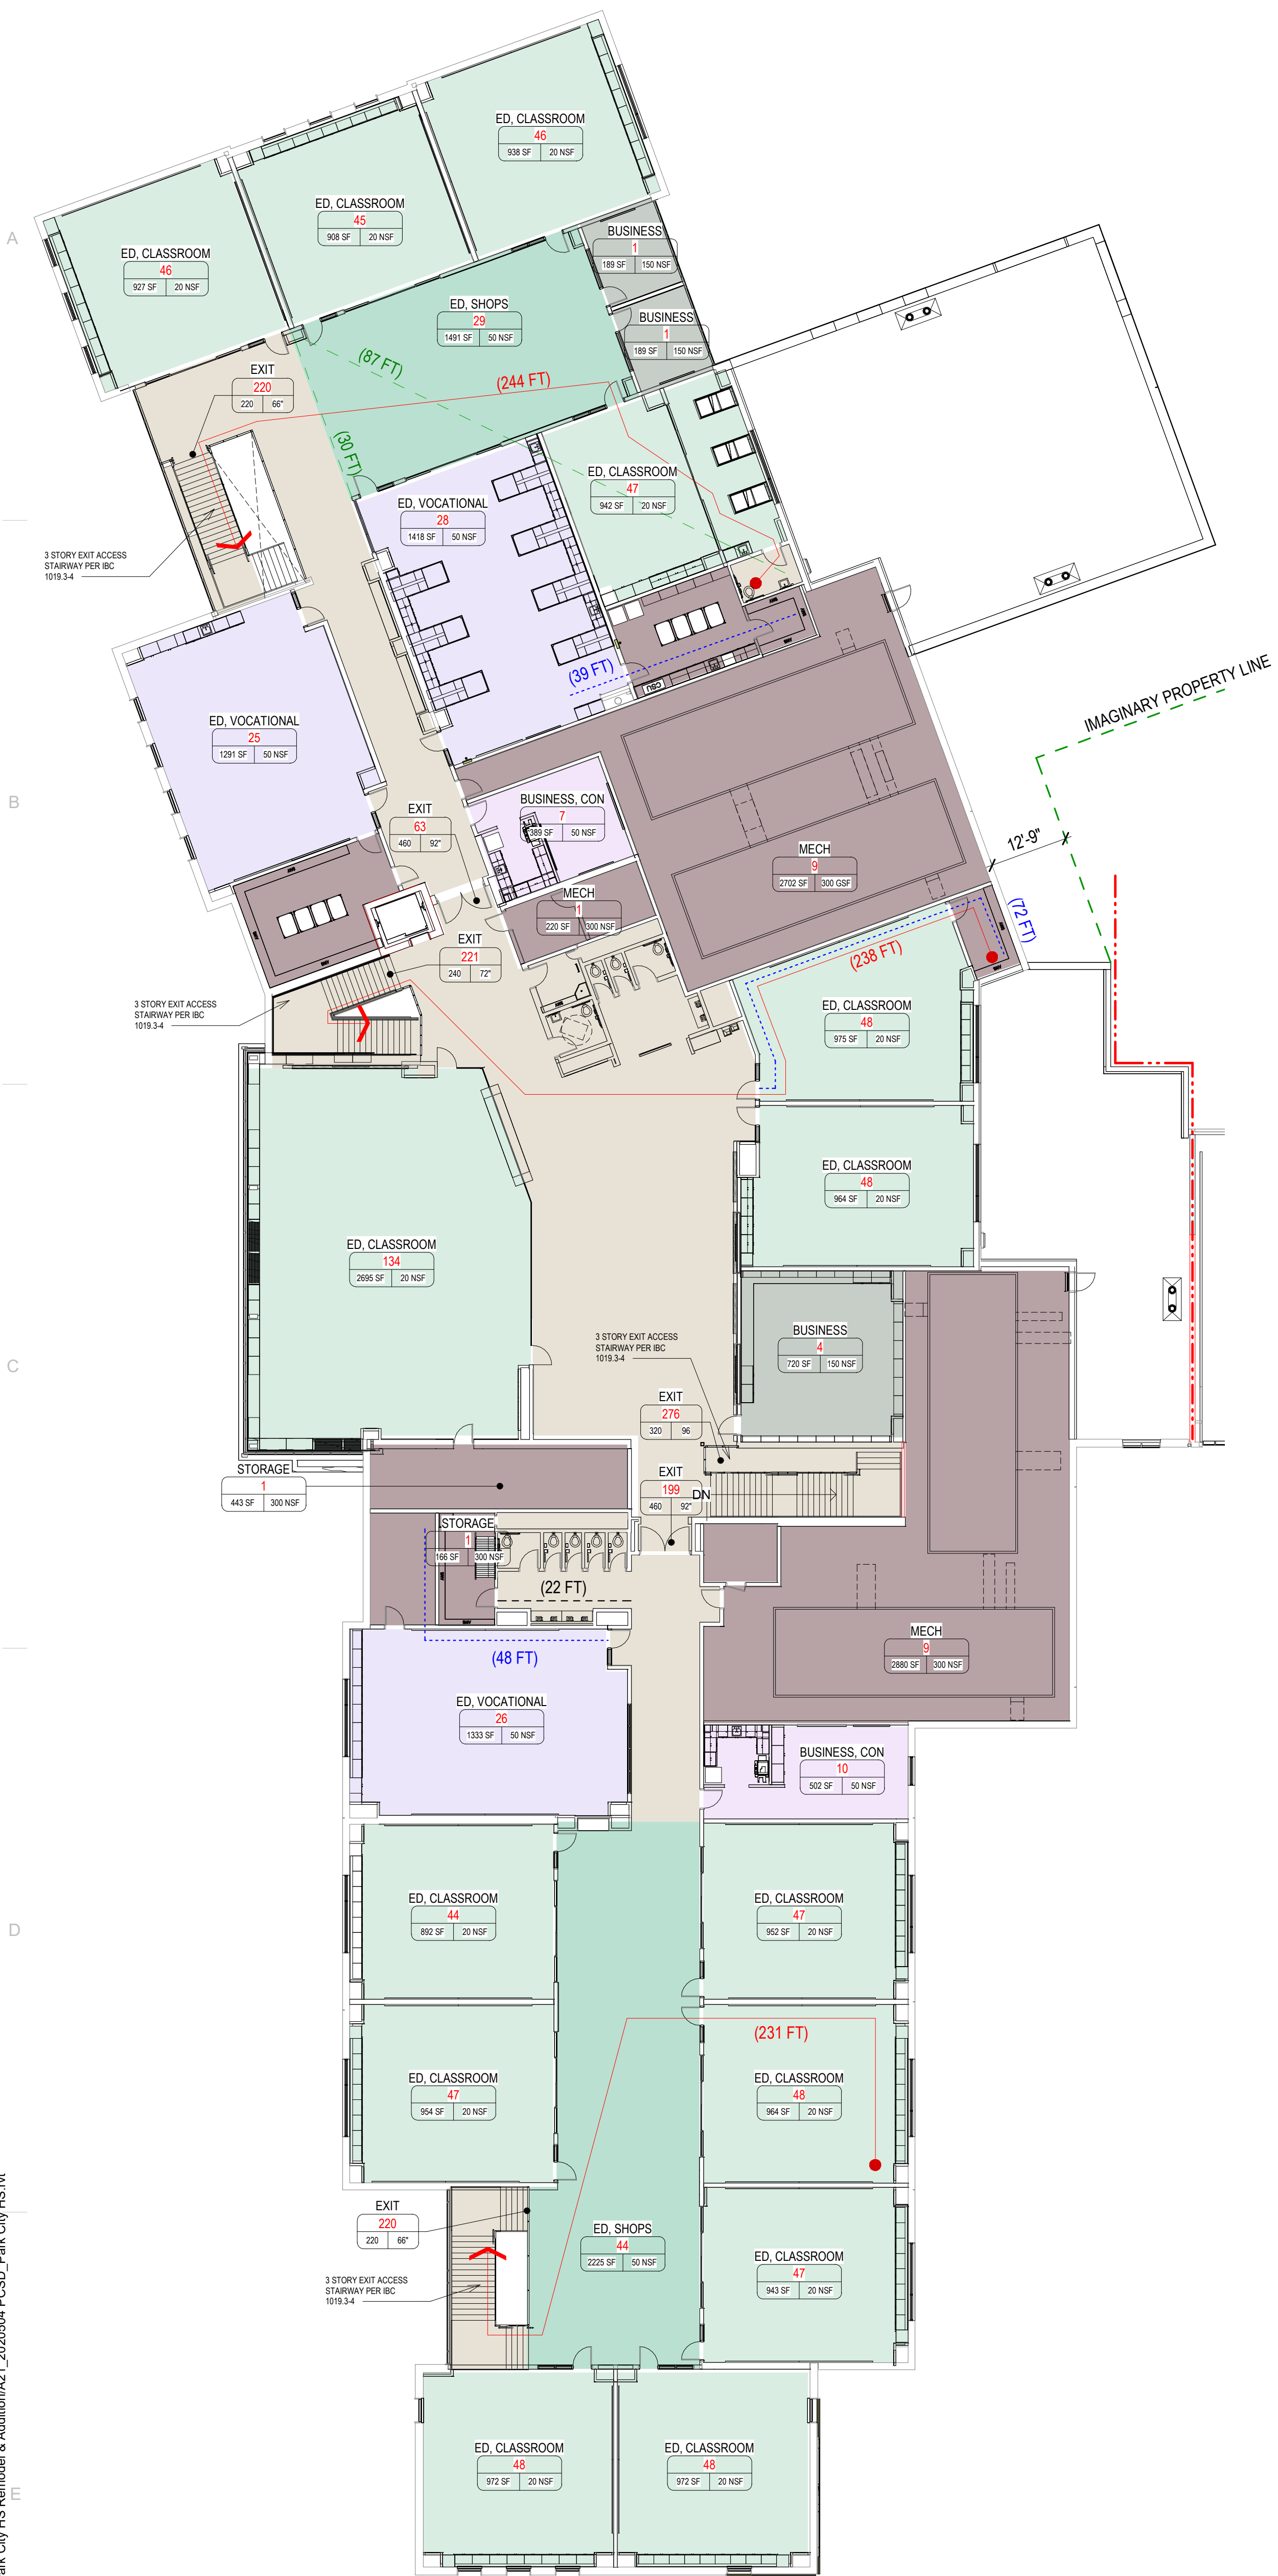 ED, CLASSROOM
46
938 SF 20 NSF
ED, CLASSROOM
45
908 SF 20 NSF
A
BUSINESS
1
189 SF 150 NSF
ED, CLASSROOM
46
927 SF 20 NSF
ED, SHOPS
29
1491 SF 50 NSF
BUSINESS
1
189 SF 150 NSF
(87 FT)
(244 FT)
EXIT
220
220 66"
(30 FT)
ED, CLASSROOM
47
942 SF 20 NSF
ED, VOCATIONAL
28
1418 SF 50 NSF
3 STORY EXIT ACCESS
STAIRWAY PER IBC
1019.3-4
(39 FT)
CBU
IMAGINARY PROPERTY LINE
ED, VOCATIONAL
25
1291 SF 50 NSF
B
EXIT
63
460 92"
BUSINESS, CON
7
389 SF 50 NSF
12'-9"
MECH
9
2702 SF 300 GSF
MECH
1
220 SF 300 NSF
(72 FT)
EXIT
221
240 72"
(238 FT)
3 STORY EXIT ACCESS
STAIRWAY PER IBC
1019.3-4
ED, CLASSROOM
48
975 SF 20 NSF
ED, CLASSROOM
48
964 SF 20 NSF
ED, CLASSROOM
134
2695 SF 20 NSF
C
3 STORY EXIT ACCESS
STAIRWAY PER IBC
1019.3-4
BUSINESS
4
720 SF 150 NSF
EXIT
276
320 96
STORAGE
1
443 SF 300 NSF
EXIT
199
460 92"
DN
STORAGE
1
166 SF 300 NSF
(22 FT)
(48 FT)
MECH
9
2880 SF 300 NSF
ED, VOCATIONAL
26
1333 SF 50 NSF
BUSINESS, CON
10
502 SF 50 NSF
D
ED, CLASSROOM
44
892 SF 20 NSF
ED, CLASSROOM
47
952 SF 20 NSF
(231 FT)
ED, CLASSROOM
47
954 SF 20 NSF
ED, CLASSROOM
48
964 SF 20 NSF
EXIT
220
220 66"
ED, SHOPS
44
2225 SF 50 NSF
ED, CLASSROOM
47
943 SF 20 NSF
3 STORY EXIT ACCESS
STAIRWAY PER IBC
1019.3-4
ED, CLASSROOM
48
972 SF 20 NSF
ED, CLASSROOM
48
972 SF 20 NSF
E